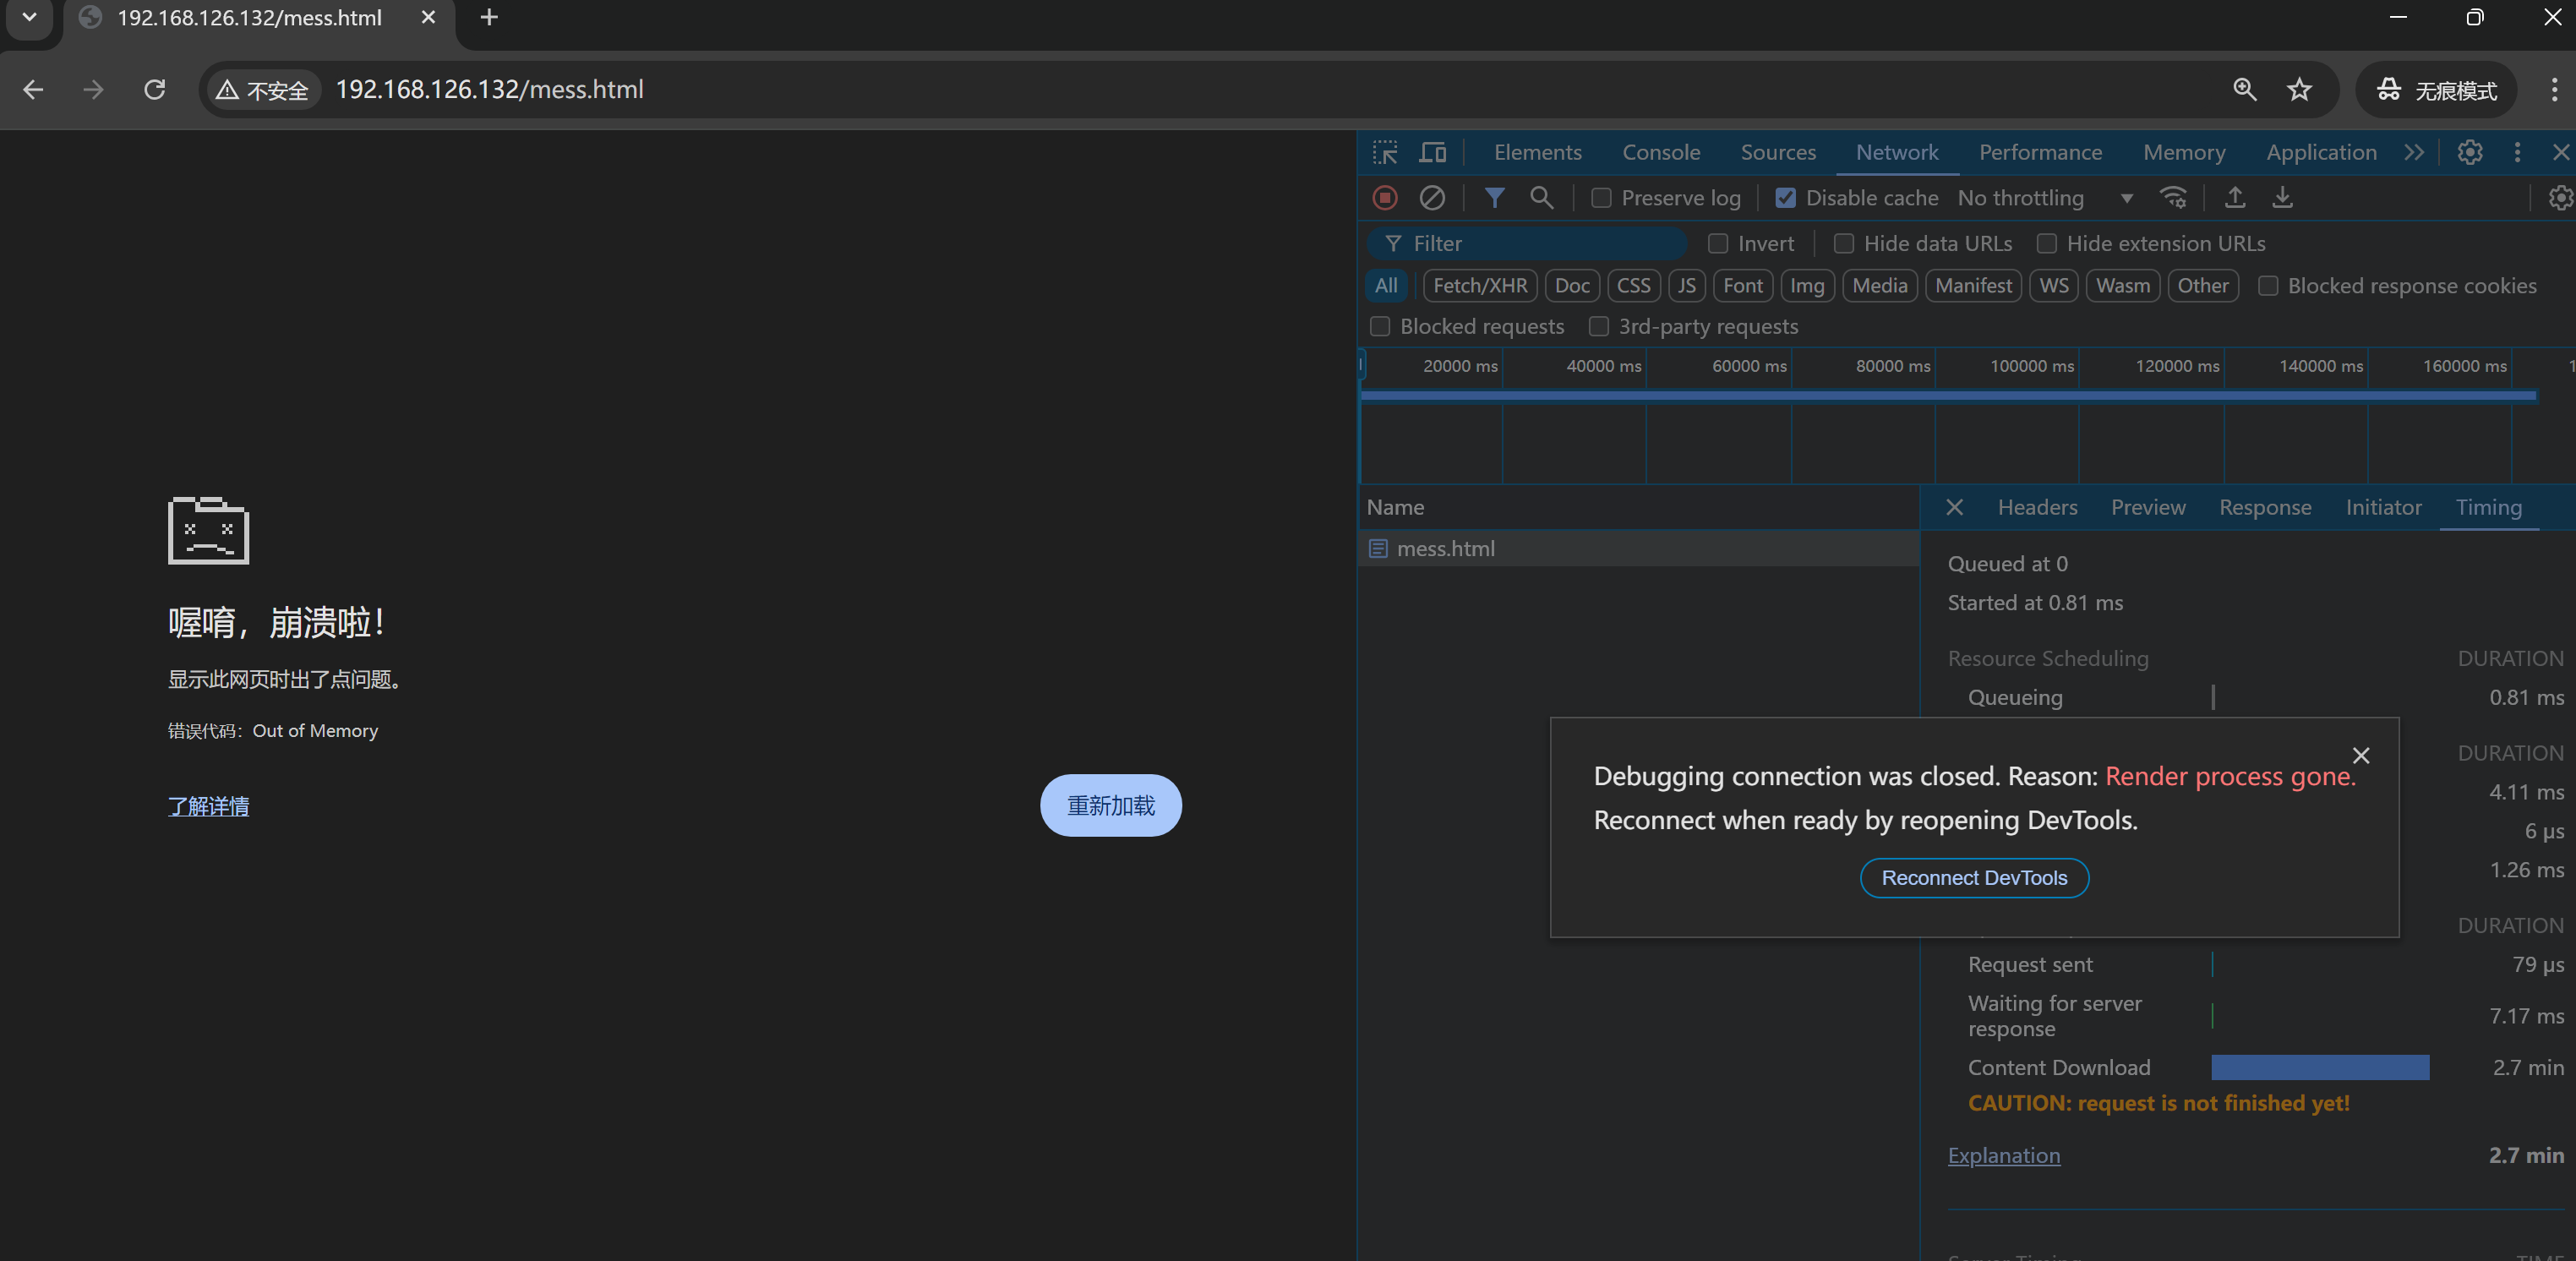 192.168.126.132/mess.html
不安全
192.168.126.132/mess.html
无痕模式
喔唷，崩溃啦！
显示此网页时出了点问题。
错误代码：Out of Memory
了解详情
重新加载
Elements Console Sources Network Performance Memory Application
Preserve log Disable cache No throttling
Filter Invert Hide data URLs Hide extension URLs
All Fetch/XHR Doc CSS JS Font Img Media Manifest WS Wasm Other Blocked response cookies
Blocked requests 3rd-party requests
20000 ms 40000 ms 60000 ms 80000 ms 100000 ms 120000 ms 140000 ms 160000 ms
Name
mess.html
Headers Preview Response Initiator Timing
Queued at 0
Started at 0.81 ms
Resource Scheduling DURATION
Queueing 0.81 ms
DURATION
4.11 ms
6 μs
1.26 ms
Debugging connection was closed. Reason: Render process gone.
Reconnect when ready by reopening DevTools.
Reconnect DevTools
DURATION
Request sent 79 μs
Waiting for server
response 7.17 ms
Content Download 2.7 min
CAUTION: request is not finished yet!
Explanation 2.7 min